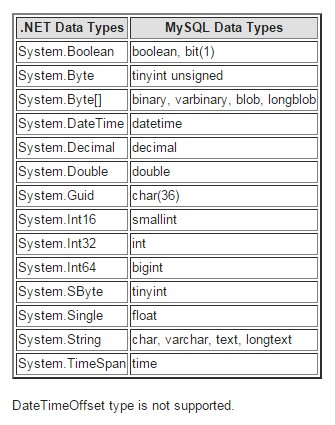 .NET Data Types MySQL Data Types
System.Boolean boolean, bit(1)
System.Byte tinyint unsigned
System.Byte[] binary, varbinary, blob, longblob
System.DateTime datetime
System.Decimal decimal
System.Double double
System.Guid char(36)
System.Int16 smallint
System.Int32 int
System.Int64 bigint
System.SByte tinyint
System.Single float
System.String char, varchar, text, longtext
System.TimeSpan time
DateTimeOffset type is not supported.